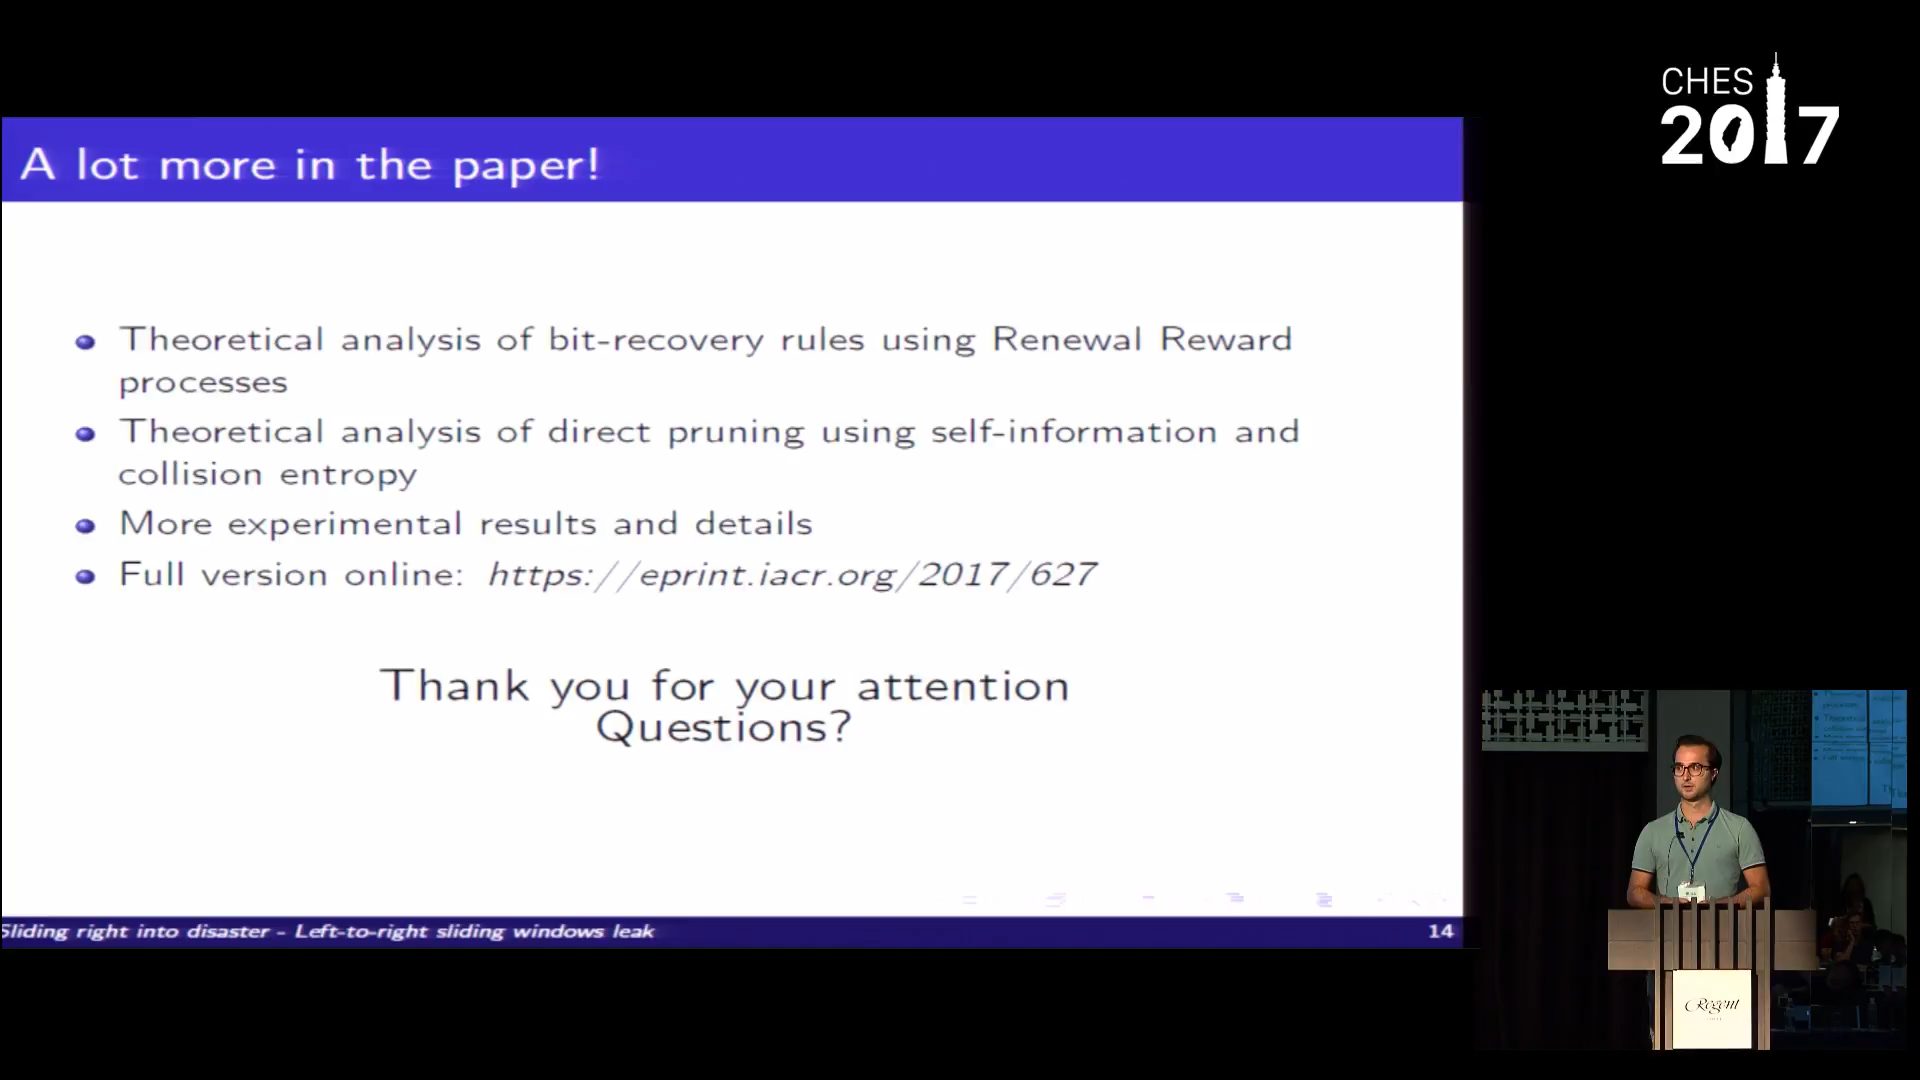 CHES
2017
A lot more in the paper!
Theoretical analysis of bit-recovery rules using Renewal Reward
processes
Theoretical analysis of direct pruning using self-information and
collision entropy
More experimental results and details
Full version online: https://eprint.iacr.org/2017/627
Thank you for your attention
Questions?
Sliding right into disaster - Left-to-right sliding windows leak
14
Regent